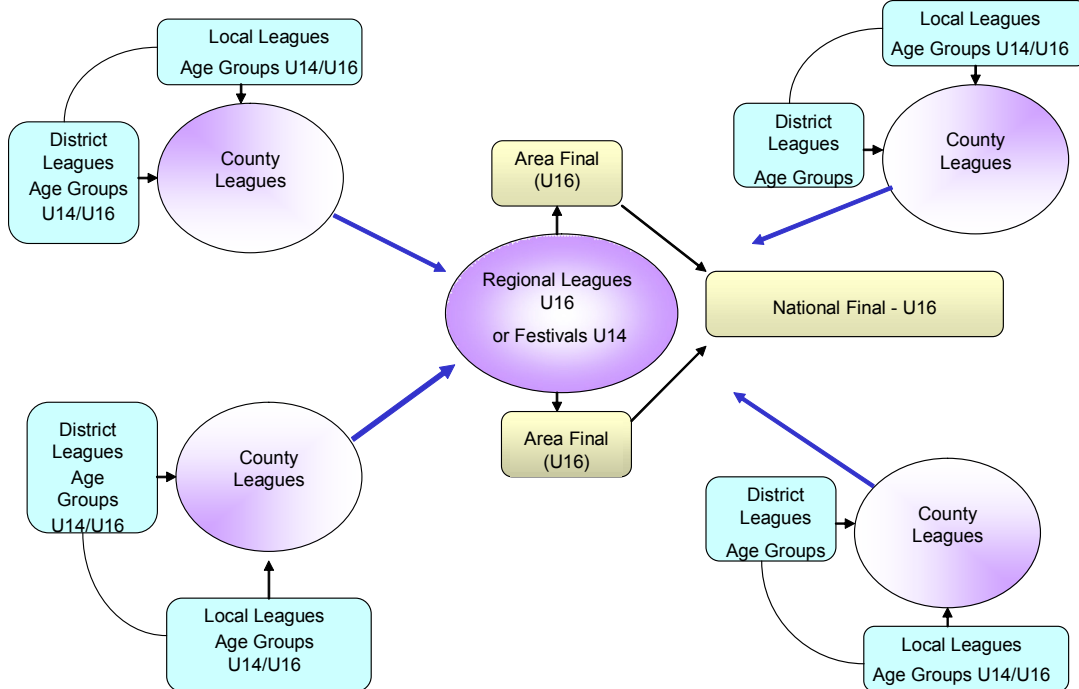 Local Leagues
Age Groups U14/U16
District
Leagues
Age Groups
U14/U16
County
Leagues
Area Final
(U16)
Local Leagues
Age Groups U14/U16
District
Leagues
Age Groups
County
Leagues
Regional Leagues
U16
or Festivals U14
National Final - U16
District
Leagues
Age
Groups
U14/U16
County
Leagues
Area Final
(U16)
Local Leagues
Age Groups
U14/U16
District
Leagues
Age Groups
County
Leagues
Local Leagues
Age Groups U14/U16